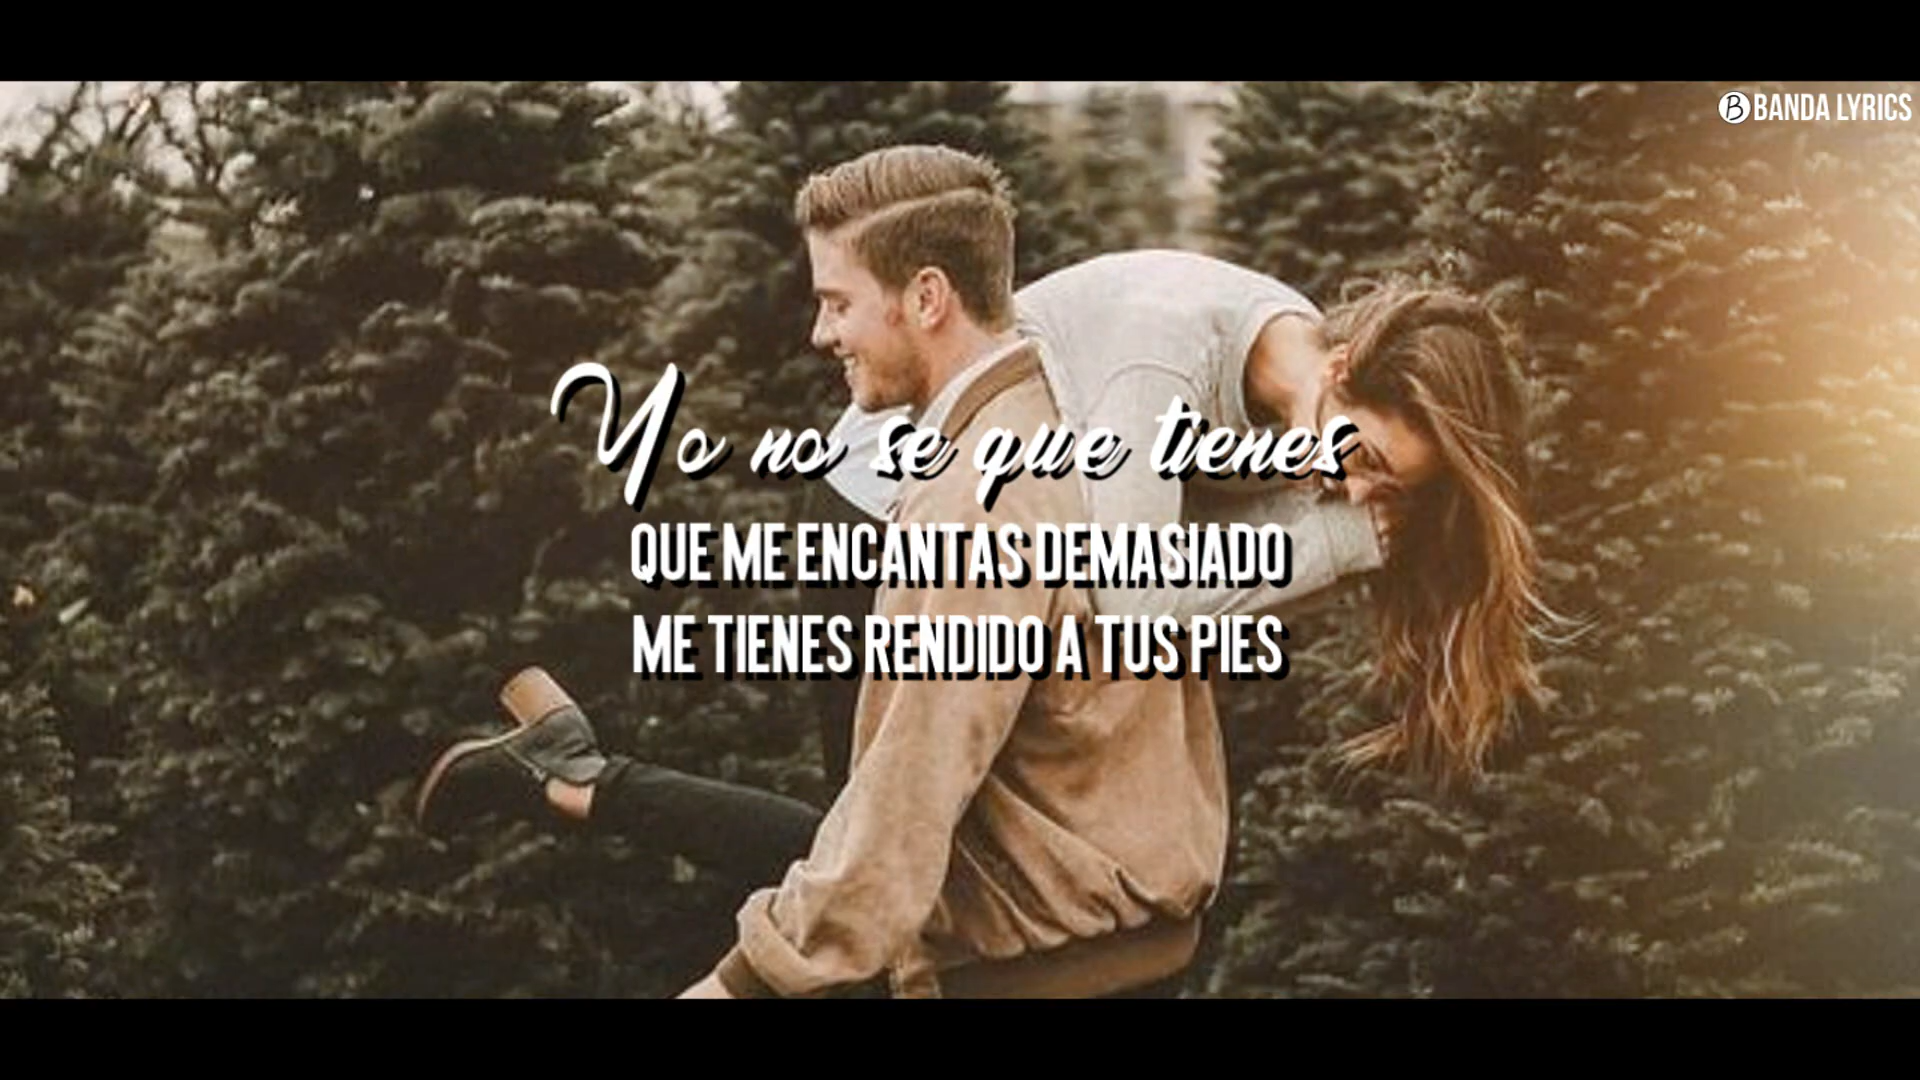 BANDA LYRICS
Yo no se que tienes
QUE ME ENCANTAS DEMASIADO
ME TIENES RENDIDO A TUS PIES